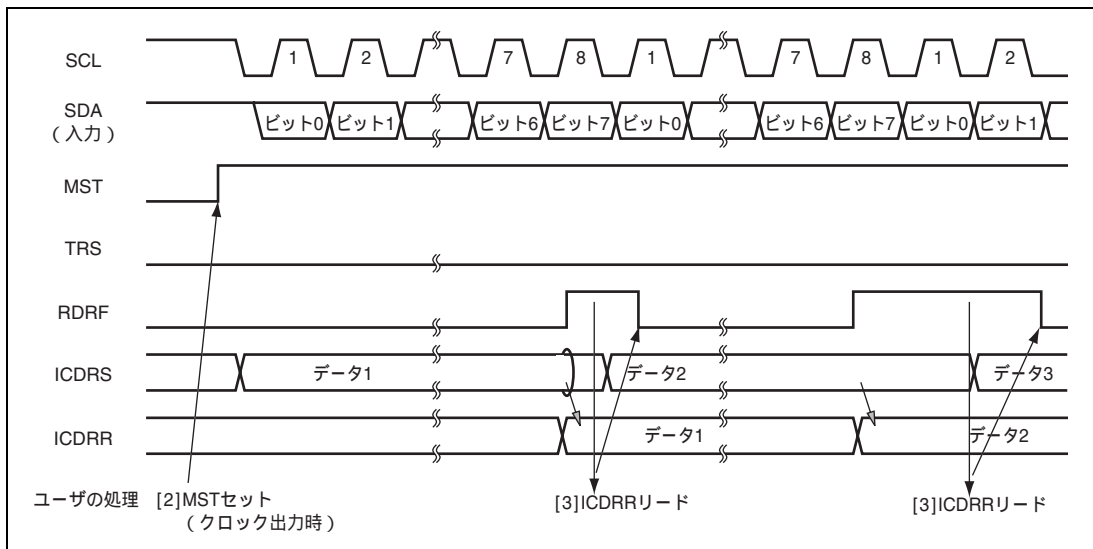 SCL 1 2 7 8 1 7 8 1 2
SDA
（入力） ビット0 ビット1 ビット6 ビット7 ビット0 ビット6 ビット7 ビット0 ビット1
MST
TRS
RDRF
ICDRS データ1 データ2 データ3
ICDRR データ1 データ2
ユーザの処理 [2]MSTセット [3]ICDRRリード [3]ICDRRリード
（クロック出力時）